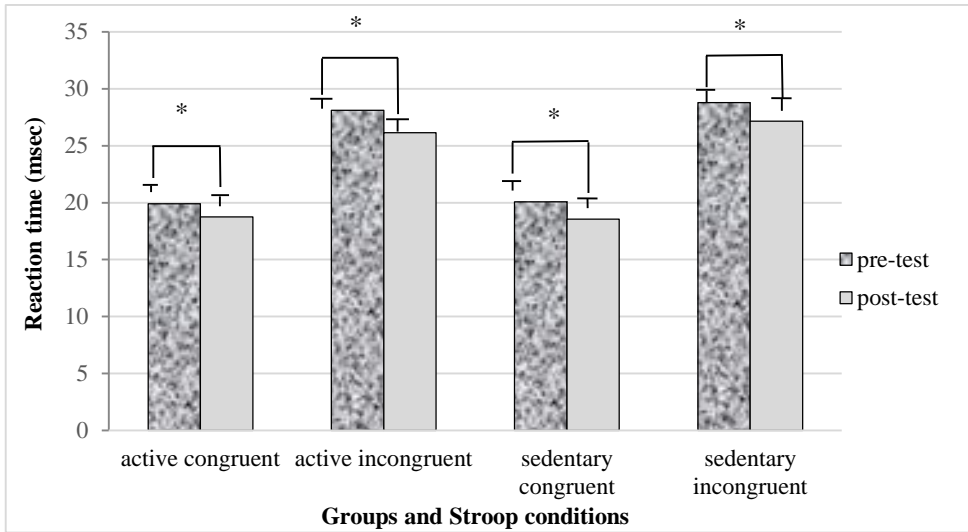 35
30
25
20
15
10
5
0
Reaction time (msec)
*
*
*
*
pre-test
post-test
active congruent
active incongruent
sedentary
congruent
sedentary
incongruent
Groups and Stroop conditions